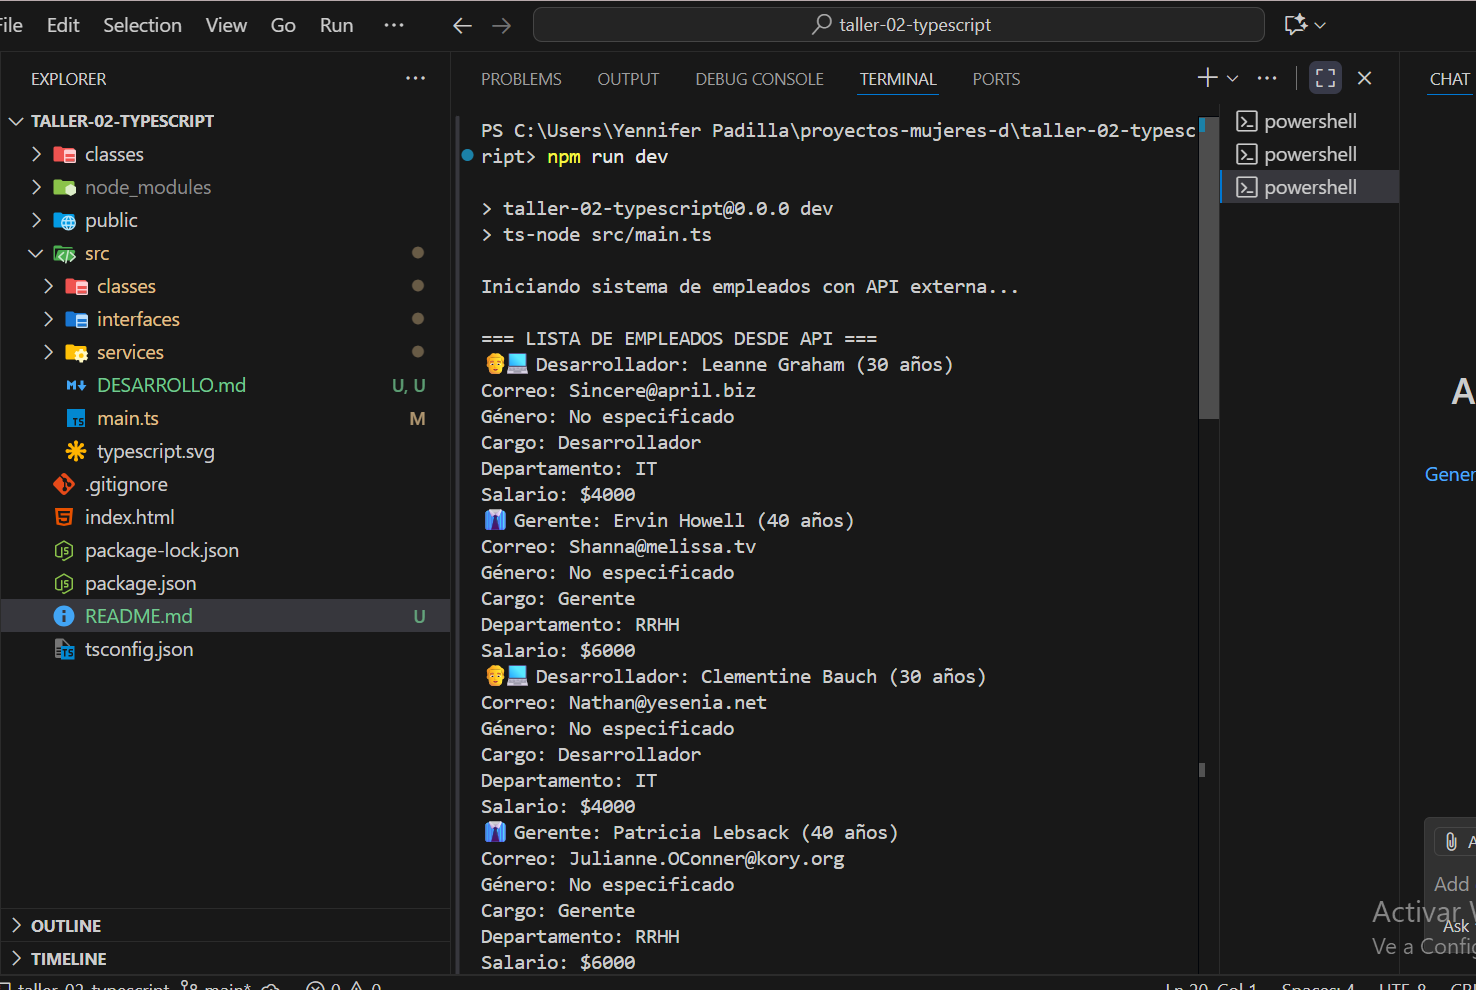 File Edit Selection View Go Run ···
taller-02-typescript
EXPLORER
TALLER-02-TYPESCRIPT
classes
node_modules
public
src
classes
interfaces
services
DESARROLLO.md U, U
main.ts M
typescript.svg
.gitignore
index.html
package-lock.json
package.json
README.md U
tsconfig.json
OUTLINE
TIMELINE
PROBLEMS OUTPUT DEBUG CONSOLE TERMINAL PORTS
PS C:\Users\Yennifer Padilla\proyectos-mujeres-d\taller-02-typesc
ript> npm run dev
> taller-02-typescript@0.0.0 dev
> ts-node src/main.ts
Iniciando sistema de empleados con API externa...
=== LISTA DE EMPLEADOS DESDE API ===
Desarrollador: Leanne Graham (30 años)
Correo: Sincere@april.biz
Género: No especificado
Cargo: Desarrollador
Departamento: IT
Salario: $4000
Gerente: Ervin Howell (40 años)
Correo: Shanna@melissa.tv
Género: No especificado
Cargo: Gerente
Departamento: RRHH
Salario: $6000
Desarrollador: Clementine Bauch (30 años)
Correo: Nathan@yesenia.net
Género: No especificado
Cargo: Desarrollador
Departamento: IT
Salario: $4000
Gerente: Patricia Lebsack (40 años)
Correo: Julianne.OConner@kory.org
Género: No especificado
Cargo: Gerente
Departamento: RRHH
Salario: $6000
powershell
powershell
powershell
CHAT
A
Gener
A
Add
Activar
Ask
Ve a Config
taller-02-typescript main* 0 0
Ln 20, Col 1 Spaces: 4 UTF-8